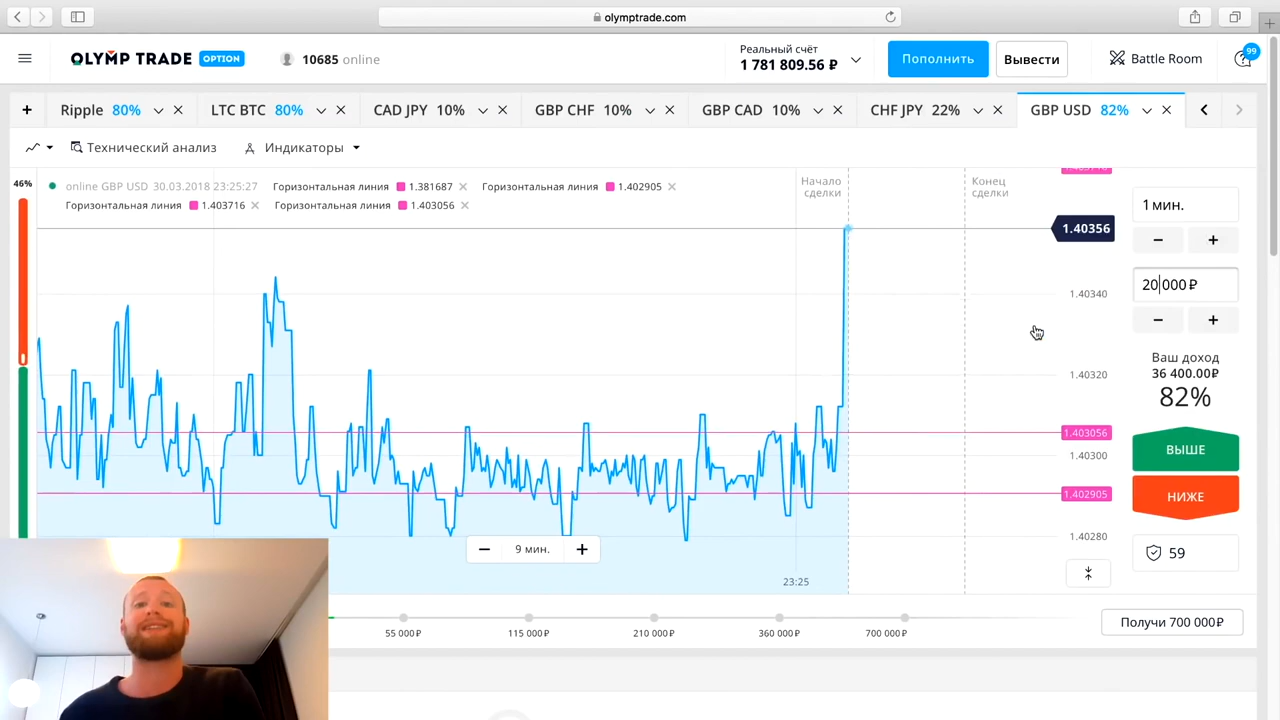 olymptrade.com
OLYMP TRADE OPTION
10685 online
Реальный счёт
1 781 809.56 ₽
Пополнить
Вывести
Battle Room
99
Ripple 80%
LTC BTC 80%
CAD JPY 10%
GBP CHF 10%
GBP CAD 10%
CHF JPY 22%
GBP USD 82%
Технический анализ
Индикаторы
46%
online GBP USD 30.03.2018 23:25:27
Горизонтальная линия 1.381687
Горизонтальная линия 1.402905
Горизонтальная линия 1.403716
Горизонтальная линия 1.403056
Начало
сделки
Конец
сделки
1.40356
1.40340
1.40320
1.403056
1.40300
1.402905
1.40280
1 мин.
20 000 ₽
Ваш доход
36 400.00₽
82%
ВЫШЕ
НИЖЕ
59
9 мин.
23:25
55 000₽
115 000₽
210 000₽
360 000₽
700 000₽
Получи 700 000₽